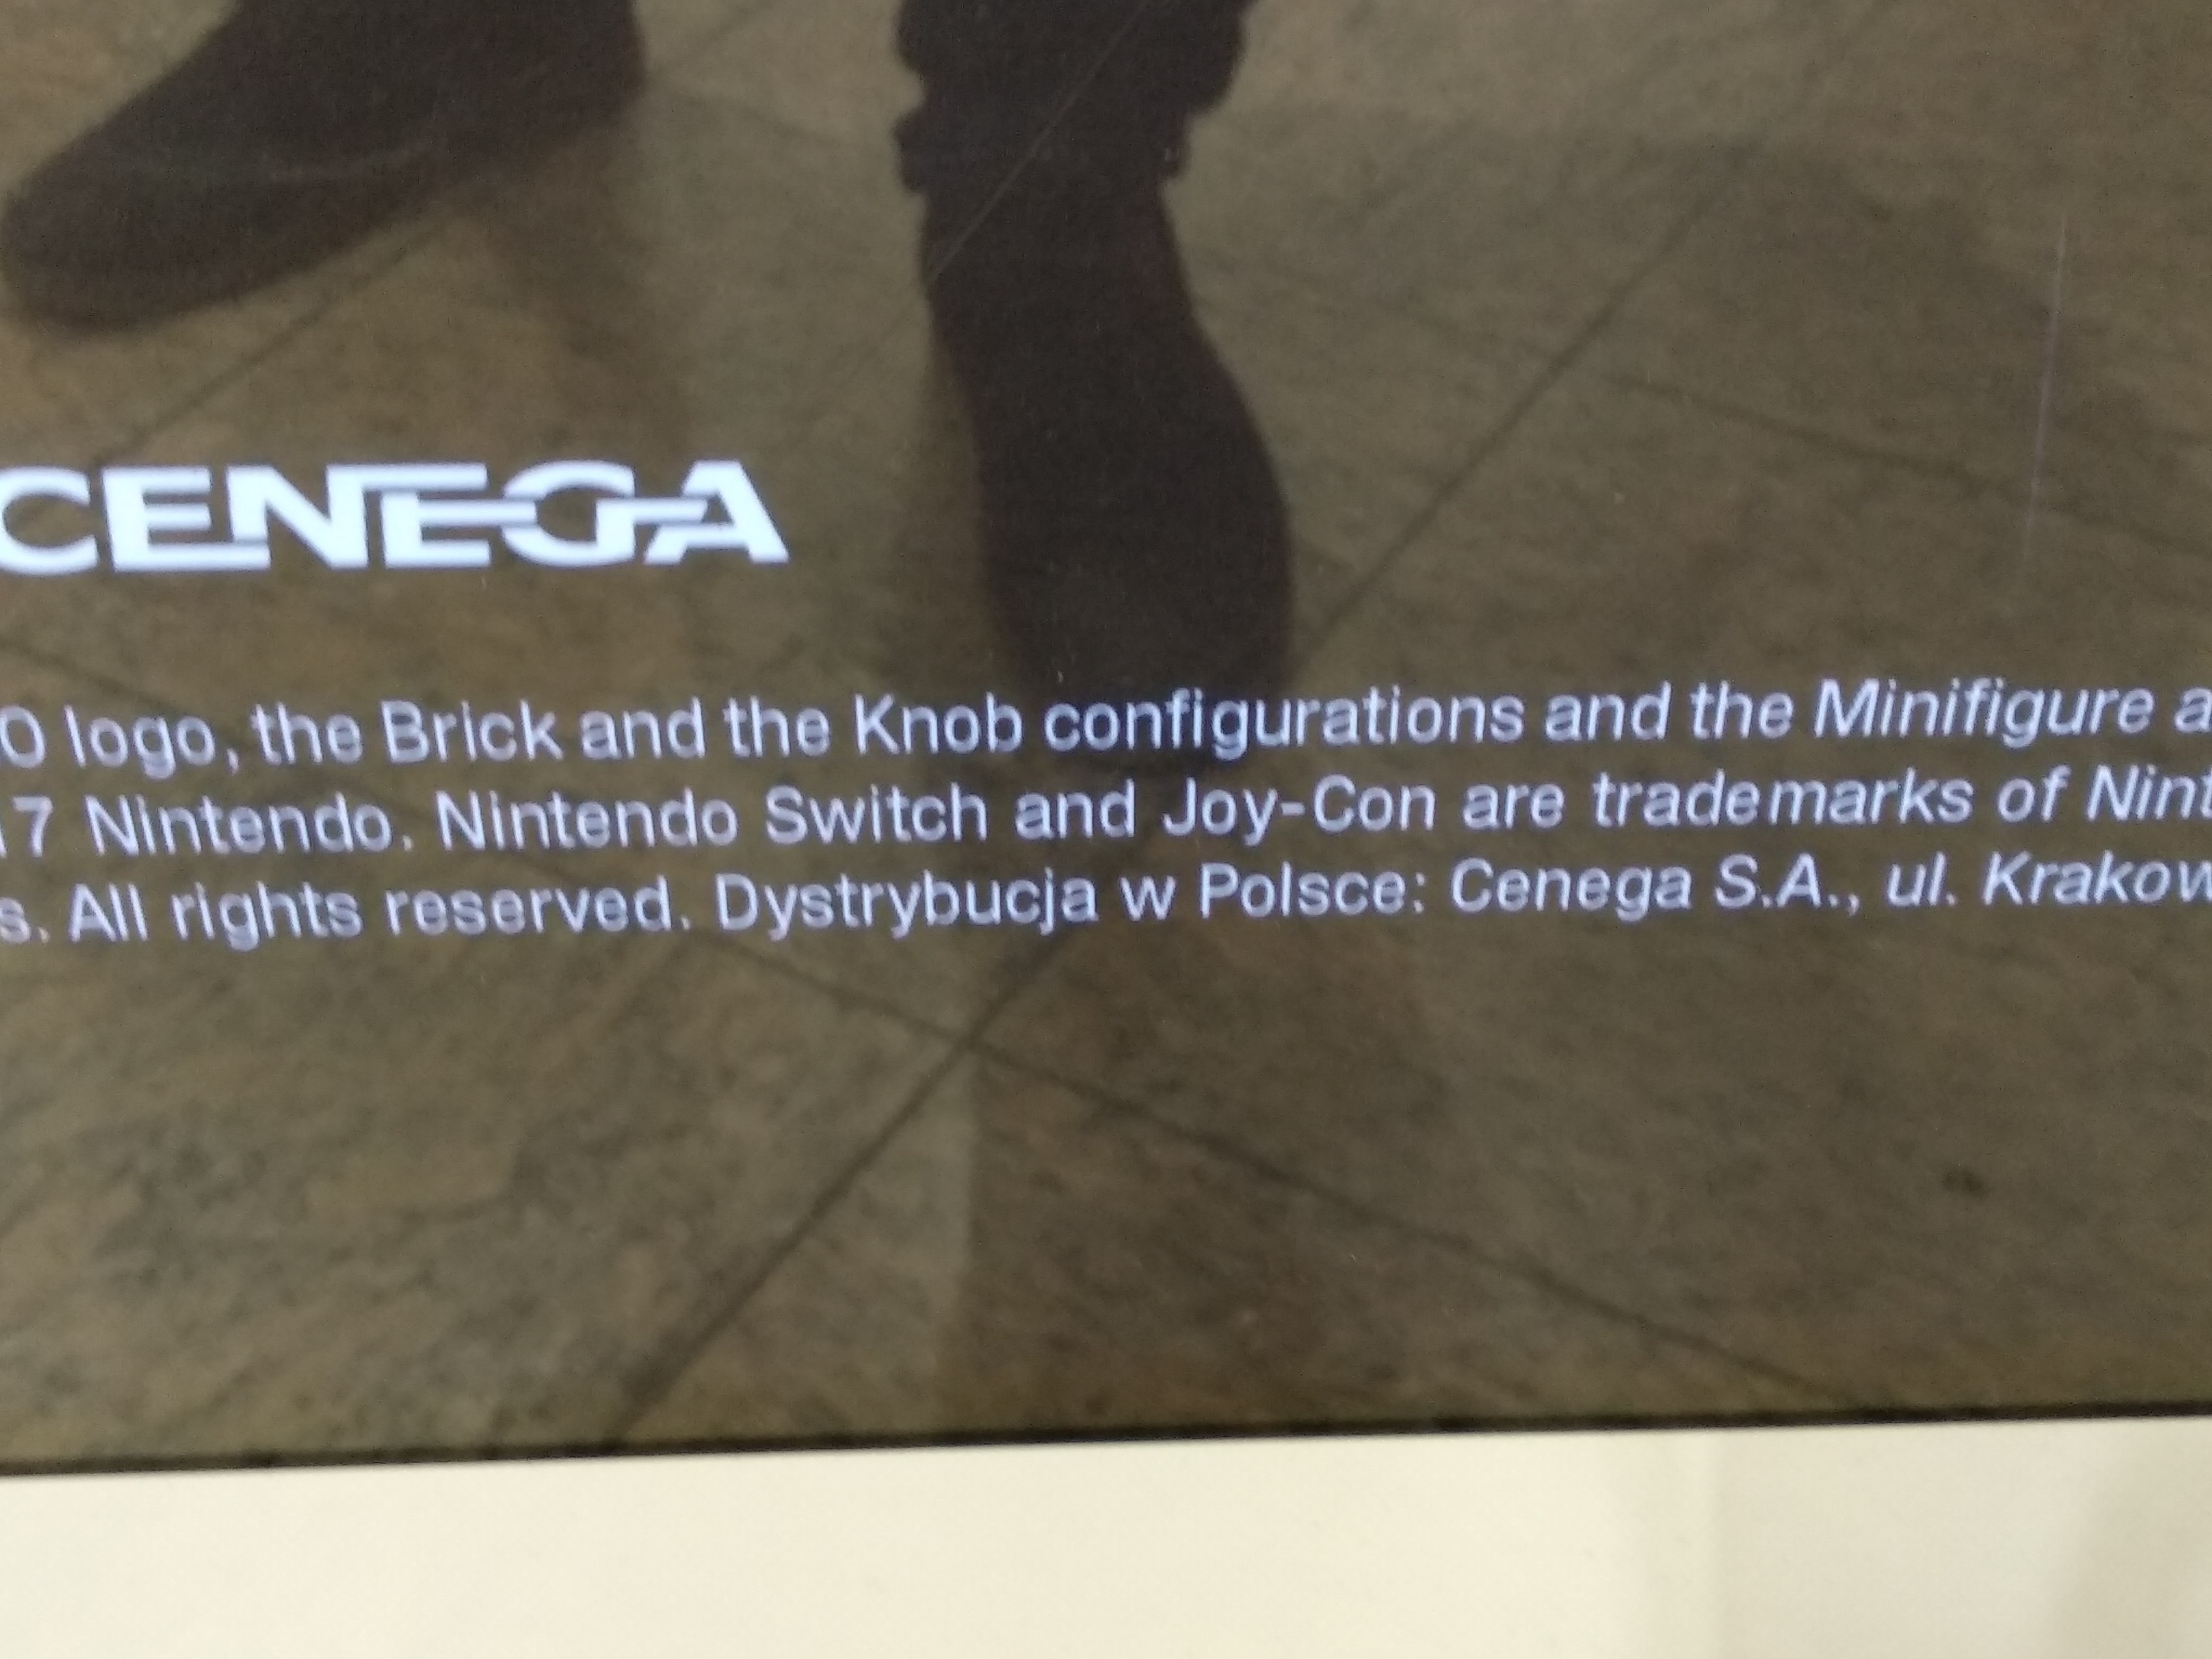 CENEGA
O logo, the Brick and the Knob configurations and the Minifigure a
17 Nintendo. Nintendo Switch and Joy-Con are trademarks of Nint
s. All rights reserved. Dystrybucja w Polsce: Cenega S.A., ul. Krakow